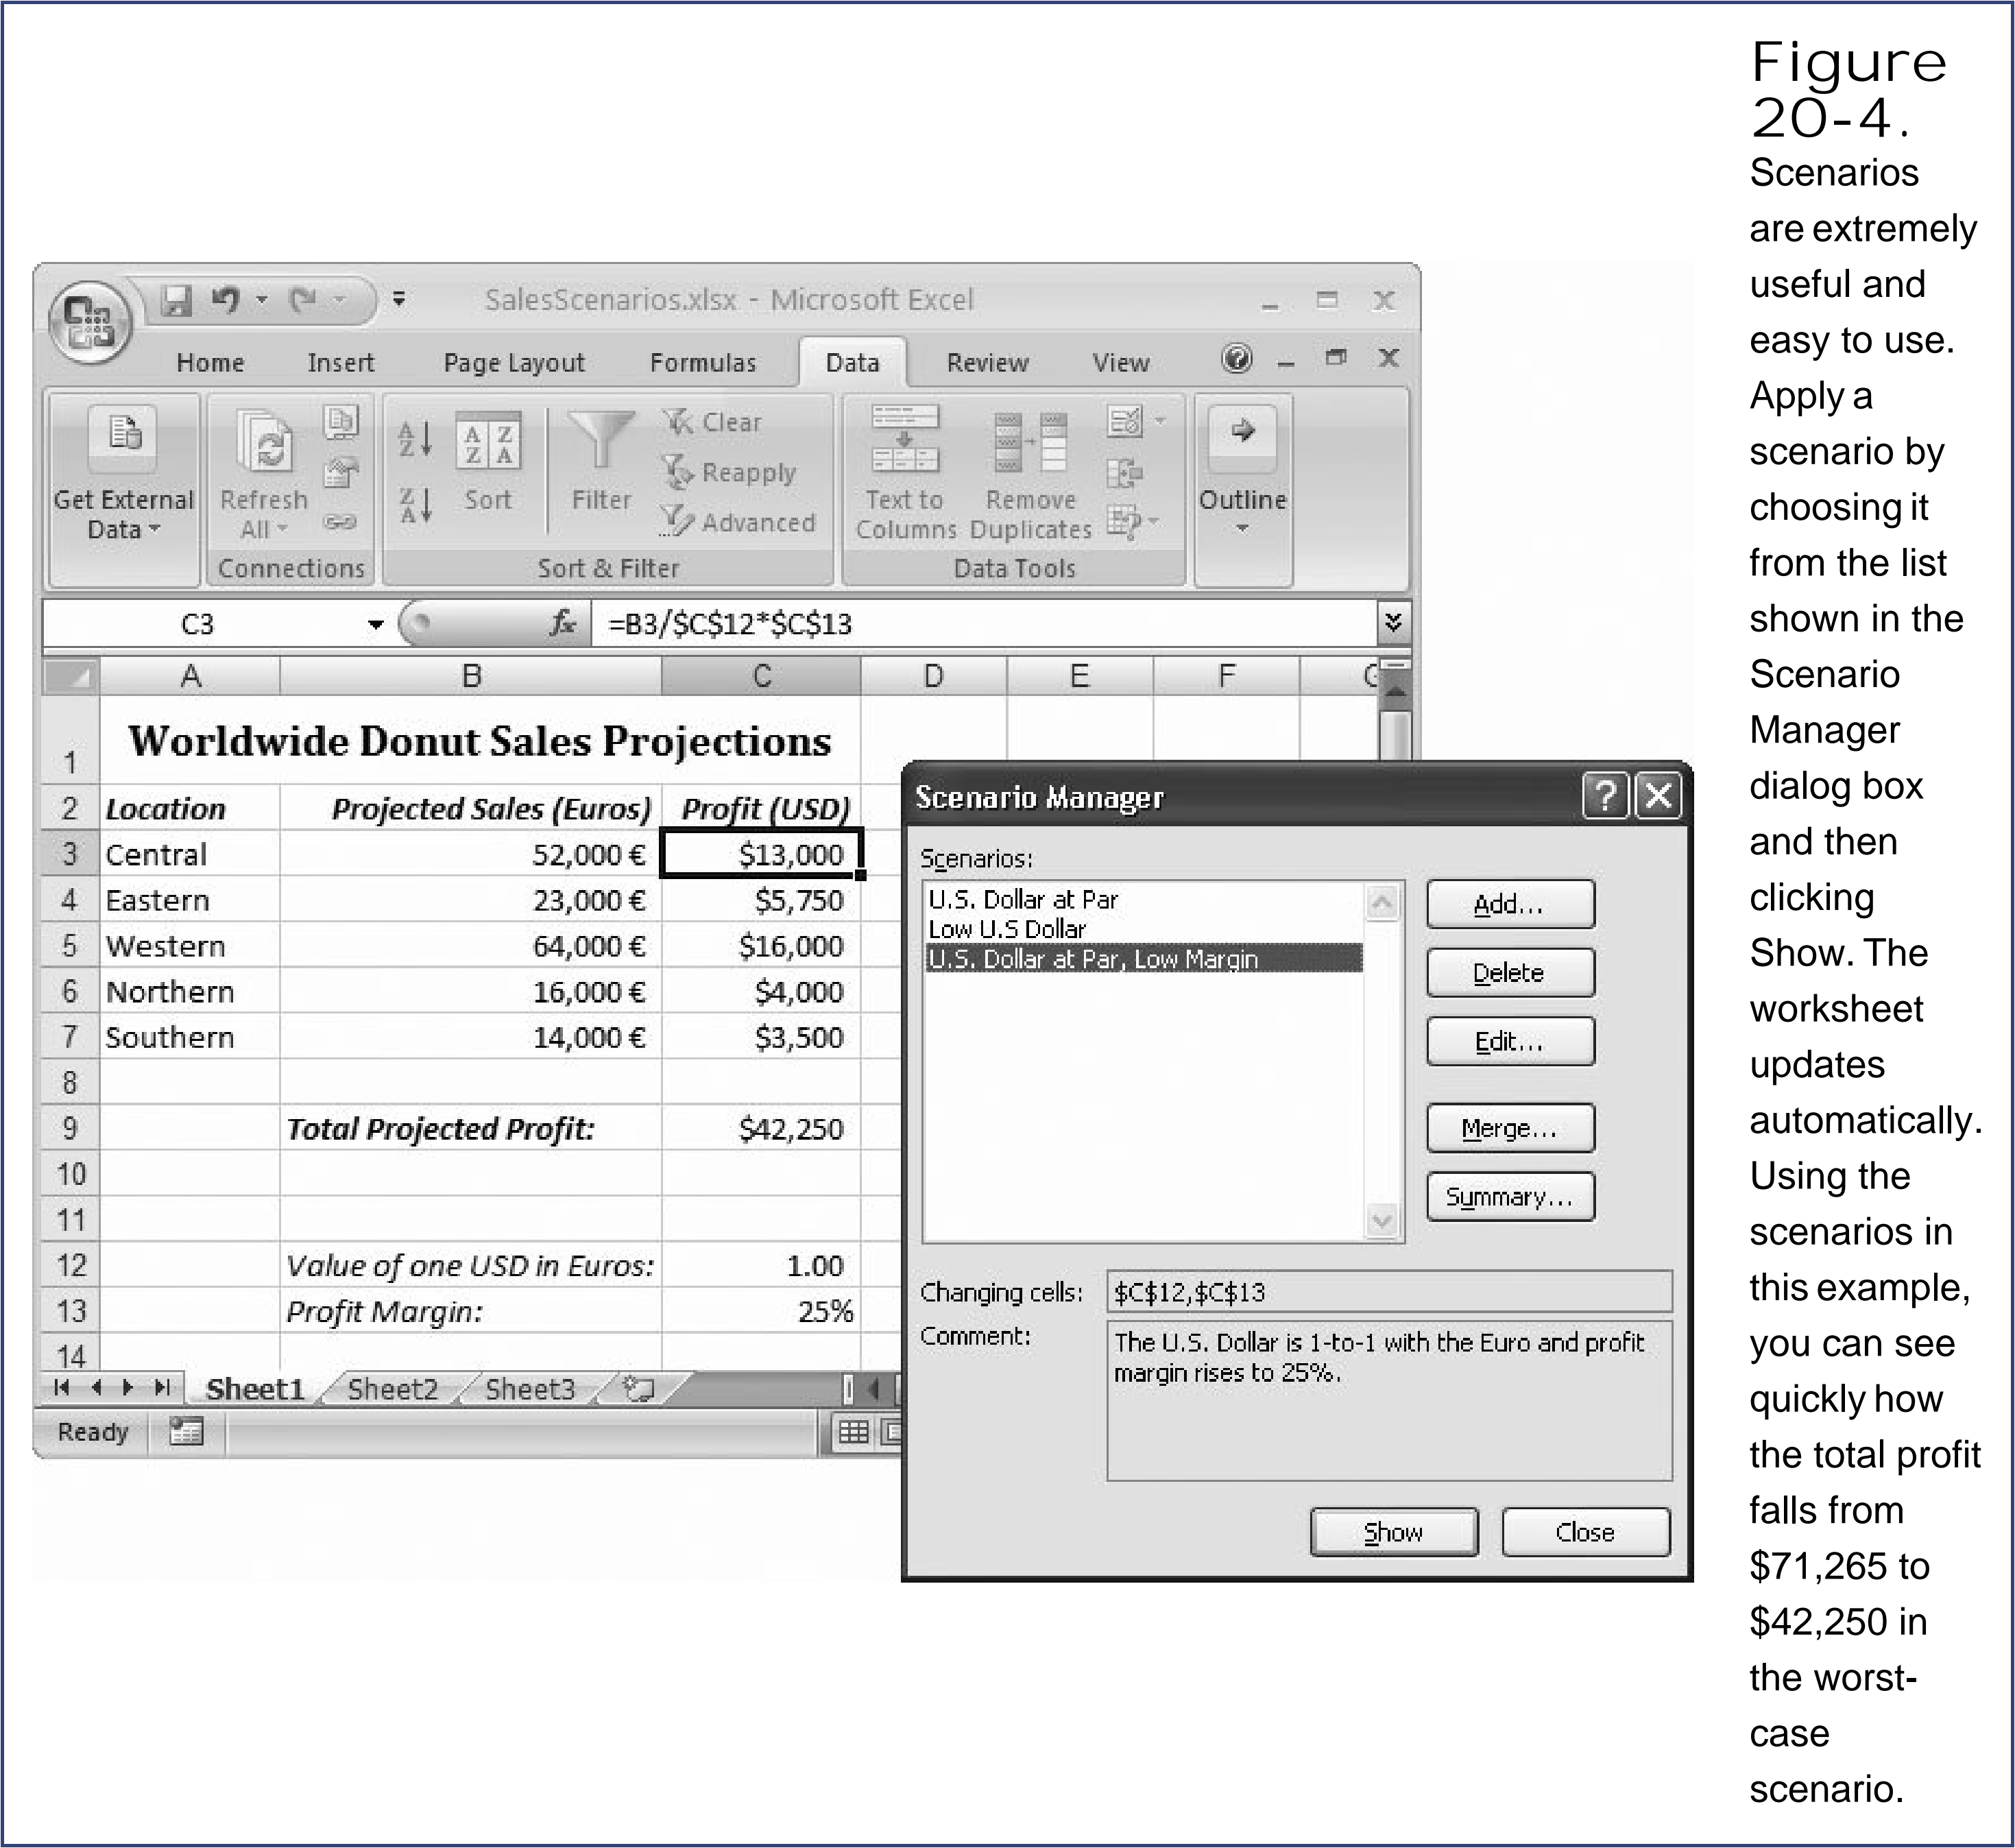 SalesScenarios.xlsx - Microsoft Excel
Home Insert Page Layout Formulas Data Review View
Get External Data
Refresh All
Connections
A Z
Z A
A Z
Z A
Sort
Filter
Clear
Reapply
Advanced
Sort & Filter
Text to Columns
Remove Duplicates
Data Tools
Outline
C3 fx =B3/$C$12*$C$13
A B C D E F G
1 Worldwide Donut Sales Projections
2 Location Projected Sales (Euros) Profit (USD)
3 Central 52,000 € $13,000
4 Eastern 23,000 € $5,750
5 Western 64,000 € $16,000
6 Northern 16,000 € $4,000
7 Southern 14,000 € $3,500
8
9 Total Projected Profit: $42,250
10
11
12 Value of one USD in Euros: 1.00
13 Profit Margin: 25%
14
Sheet1 Sheet2 Sheet3
Ready
Scenario Manager ? X
Scenarios:
U.S. Dollar at Par
Low U.S Dollar
U.S. Dollar at Par, Low Margin
Add...
Delete
Edit...
Merge...
Summary...
Changing cells: $C$12,$C$13
Comment: The U.S. Dollar is 1-to-1 with the Euro and profit
margin rises to 25%.
Show Close
Figure
20-4.
Scenarios
are extremely
useful and
easy to use.
Apply a
scenario by
choosing it
from the list
shown in the
Scenario
Manager
dialog box
and then
clicking
Show. The
worksheet
updates
automatically.
Using the
scenarios in
this example,
you can see
quickly how
the total profit
falls from
$71,265 to
$42,250 in
the worst-
case
scenario.